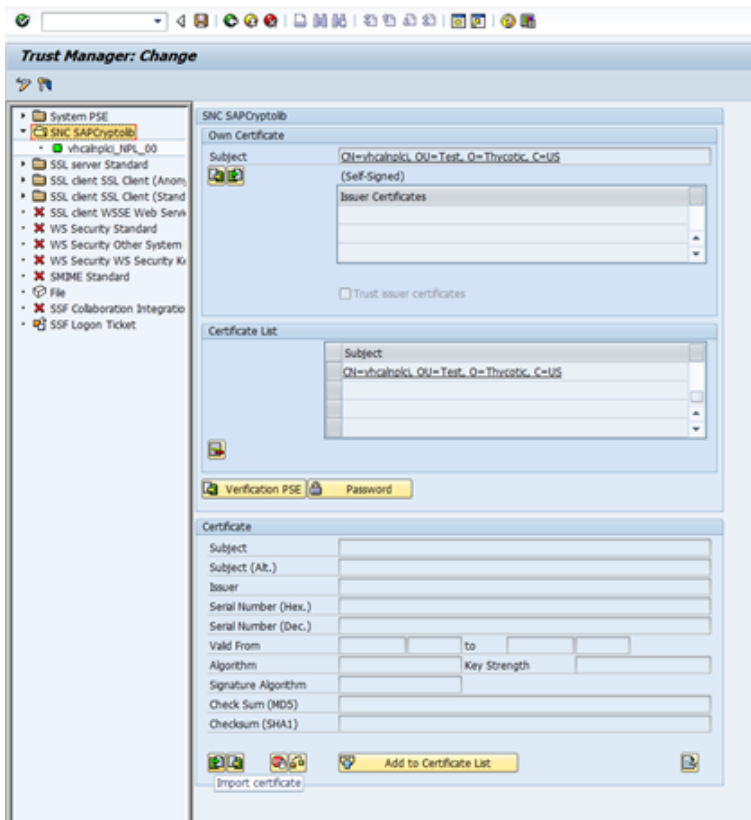 Trust Manager: Change
System PSE
SNC SAPCryptolib
vhcalnplci_NPL_00
SSL server Standard
SSL client SSL Client (Anony
SSL client SSL Client (Stand
SSL client WSSE Web Servi
WS Security Standard
WS Security Other System
WS Security WS Security Ke
SMIME Standard
File
SSF Collaboration Integratio
SSF Logon Ticket
SNC SAPCryptolib
Own Certificate
Subject CN=vhcalnplci, OU=Test, O=Thycotic, C=US
(Self-Signed)
Issuer Certificates
Trust issuer certificates
Certificate List
Subject
CN=vhcalnplci, OU=Test, O=Thycotic, C=US
Verification PSE Password
Certificate
Subject
Subject (Alt.)
Issuer
Serial Number (Hex.)
Serial Number (Dec.)
Valid From to
Algorithm Key Strength
Signature Algorithm
Check Sum (MD5)
Checksum (SHA1)
Add to Certificate List
Import certificate